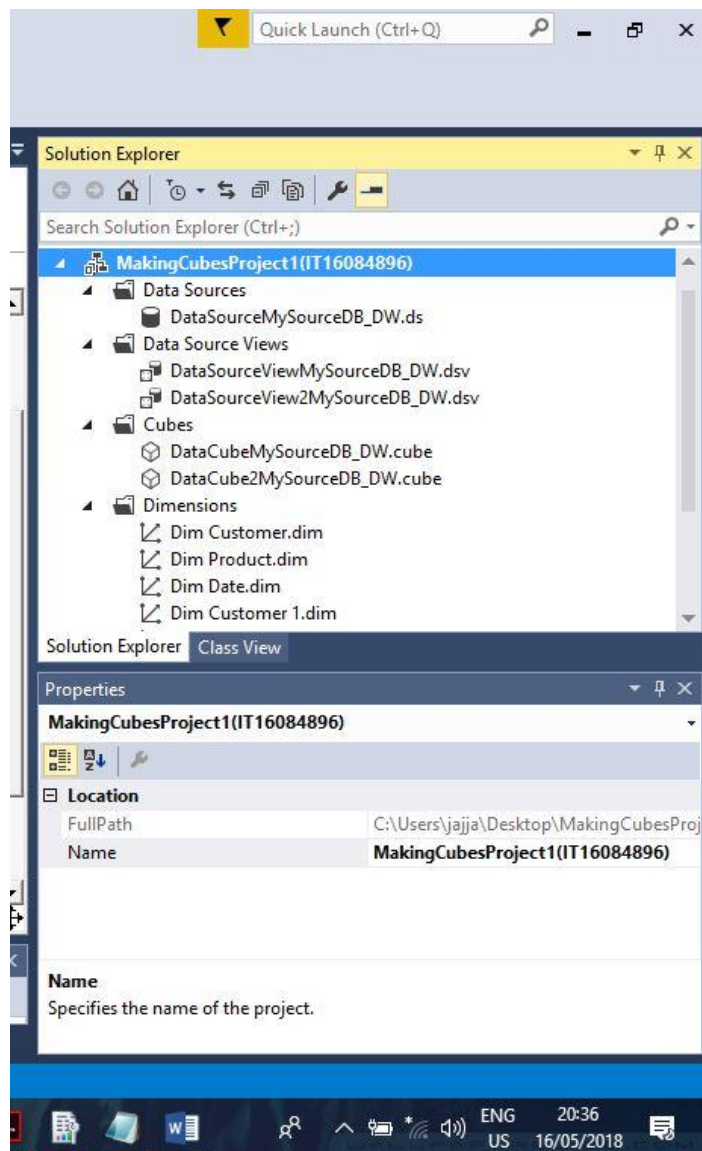 Quick Launch (Ctrl+Q)
Solution Explorer
Search Solution Explorer (Ctrl+;)
MakingCubesProject1(IT16084896)
Data Sources
DataSourceMySourceDB_DW.ds
Data Source Views
DataSourceViewMySourceDB_DW.dsv
DataSourceView2MySourceDB_DW.dsv
Cubes
DataCubeMySourceDB_DW.cube
DataCube2MySourceDB_DW.cube
Dimensions
Dim Customer.dim
Dim Product.dim
Dim Date.dim
Dim Customer 1.dim
Solution Explorer Class View
Properties
MakingCubesProject1(IT16084896)
Location
FullPath C:\Users\jajja\Desktop\MakingCubesProj
Name MakingCubesProject1(IT16084896)
Name
Specifies the name of the project.
ENG 20:36
US 16/05/2018